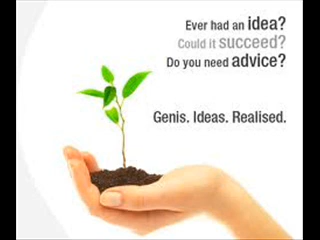 Ever had an idea?
Could it succeed?
Do you need advice?
Genis. Ideas. Realised.